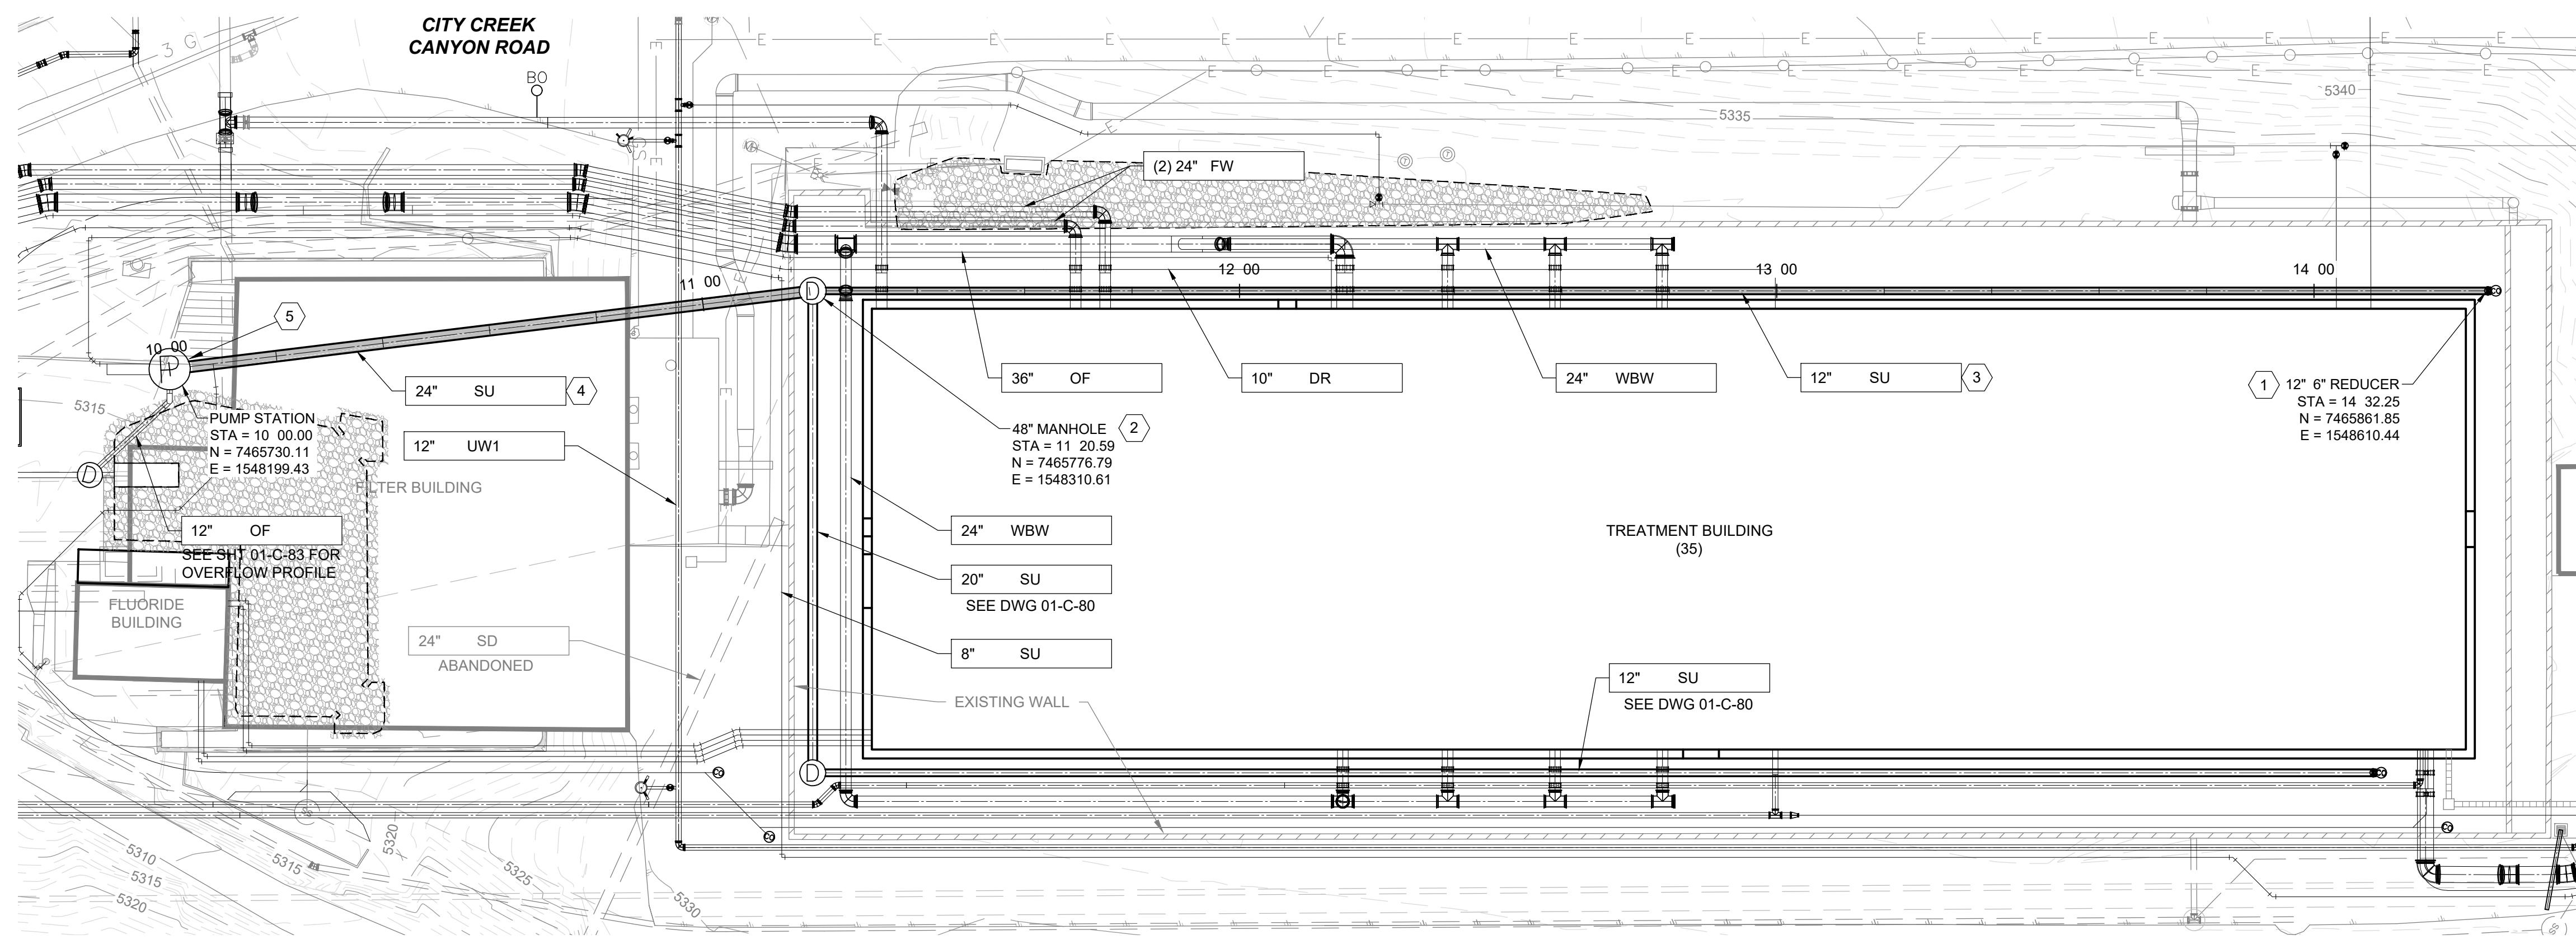 CITY CREEK
CANYON ROAD
3 G
BO
E E E E E E E E E E E E E E E E
E E E E E E E E E E E E
5340
5335
(2) 24" FW
11 00
12 00
13 00
14 00
10 00
5
P
D
24" SU
4
36" OF
10" DR
24" WBW
12" SU
3
1
12" 6" REDUCER
STA = 14 32.25
N = 7465861.85
E = 1548610.44
5315
PUMP STATION
STA = 10 00.00
N = 7465730.11
E = 1548199.43
12" UW1
48" MANHOLE
2
STA = 11 20.59
N = 7465776.79
E = 1548310.61
D
FILTER BUILDING
12" OF
SEE SHT 01-C-83 FOR
OVERFLOW PROFILE
24" WBW
TREATMENT BUILDING
(35)
20" SU
SEE DWG 01-C-80
FLUORIDE
BUILDING
24" SD
ABANDONED
8" SU
12" SU
SEE DWG 01-C-80
EXISTING WALL
D
5320
5310
5315
5315
5325
5320
5330
SS
SS